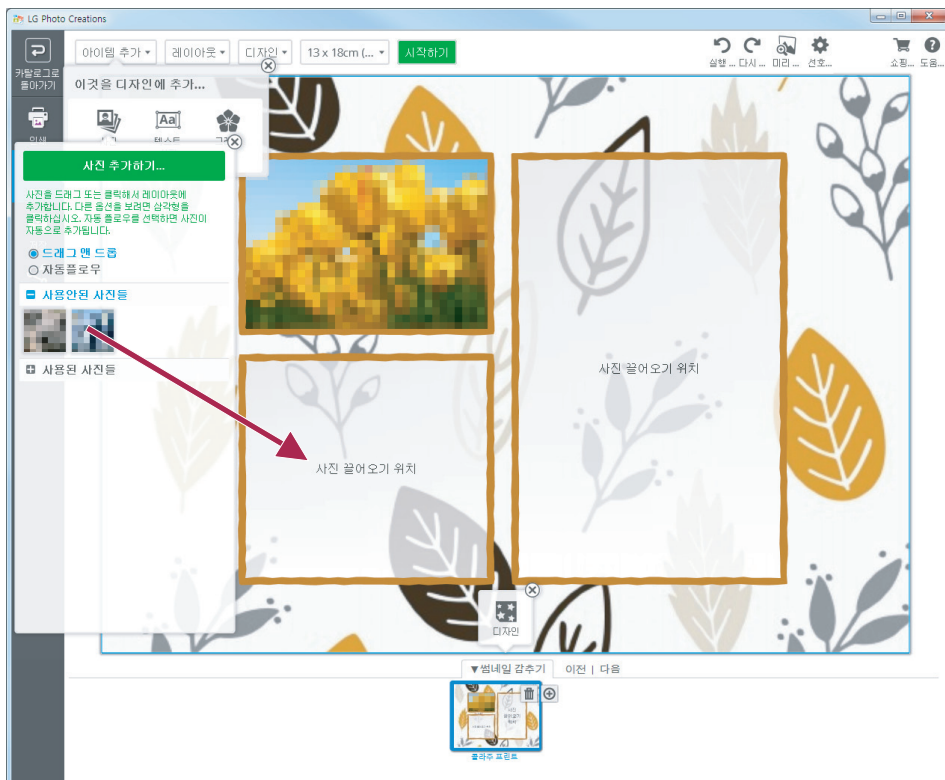 LG Photo Creations
카탈로그로
돌아가기
인쇄
아이템 추가
레이아웃
디자인
13 x 18cm (...
시작하기
실행 ...
다시 ...
미리 ...
선호...
쇼핑...
도움...
이것을 디자인에 추가...
Aa
사진 추가하기...
사진을 드래그 또는 클릭해서 레이아웃에
추가합니다. 다른 옵션을 보려면 삼각형을
클릭하십시오. 자동 플로우를 선택하면 사진이
자동으로 추가됩니다.
드래그 앤 드롭
자동플로우
사용안된 사진들
사용된 사진들
사진 끌어오기 위치
사진 끌어오기 위치
디자인
▼썸네일 감추기
이전 | 다음
콜라주 프린트